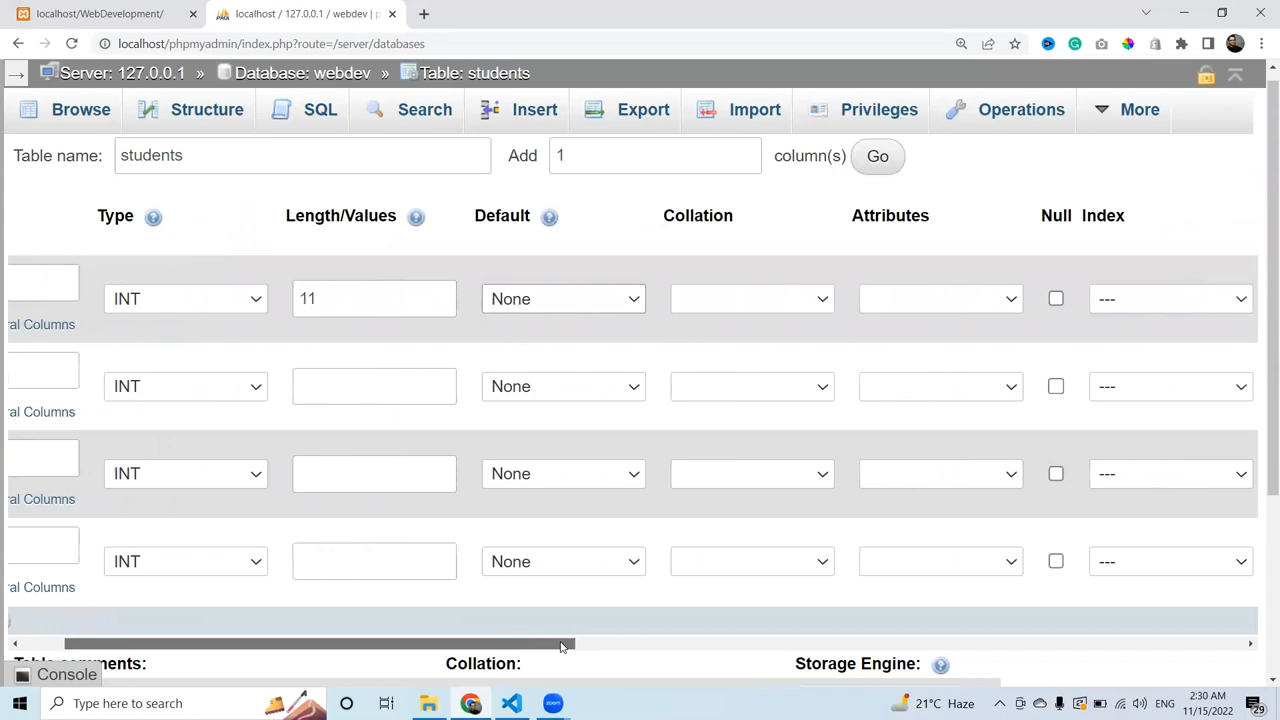 localhost/WebDevelopment/
localhost / 127.0.0.1 / webdev | p
localhost/phpmyadmin/index.php?route=/server/databases
Server: 127.0.0.1 » Database: webdev » Table: students
Browse Structure SQL Search Insert Export Import Privileges Operations More
Table name: students Add 1 column(s) Go
Type Length/Values Default Collation Attributes Null Index
INT 11 None ---
ral Columns
INT None ---
ral Columns
INT None ---
ral Columns
INT None ---
ral Columns
Table comments: Collation: Storage Engine:
Console
Type here to search
21°C Haze
2:30 AM
11/15/2022
29